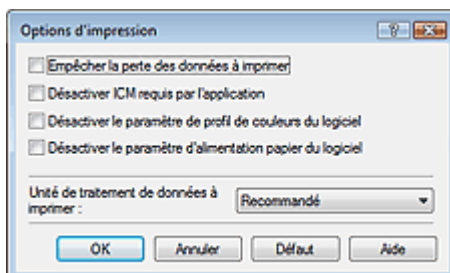 Options d'impression
Empêcher la perte des données à imprimer
Désactiver ICM requis par l'application
Désactiver le paramètre de profil de couleurs du logiciel
Désactiver le paramètre d'alimentation papier du logiciel
Unité de traitement de données à
imprimer :
Recommandé
OK
Annuler
Défaut
Aide